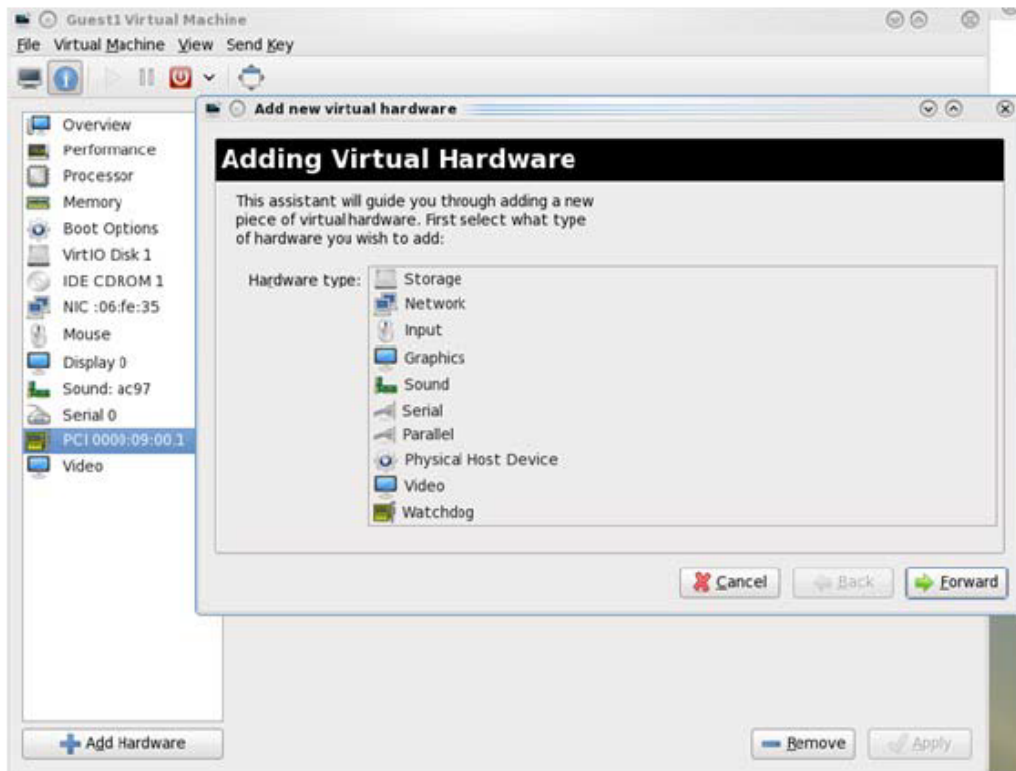 Guest1 Virtual Machine
File Virtual Machine View Send Key
Add new virtual hardware
Overview
Performance
Processor
Memory
Boot Options
VirtIO Disk 1
IDE CDROM 1
NIC :06:fe:35
Mouse
Display 0
Sound: ac97
Serial 0
PCI 0000:09:00.1
Video
Adding Virtual Hardware
This assistant will guide you through adding a new
piece of virtual hardware. First select what type
of hardware you wish to add:
Hardware type:
Storage
Network
Input
Graphics
Sound
Serial
Parallel
Physical Host Device
Video
Watchdog
Cancel
Back
Forward
Add Hardware
Remove
Apply